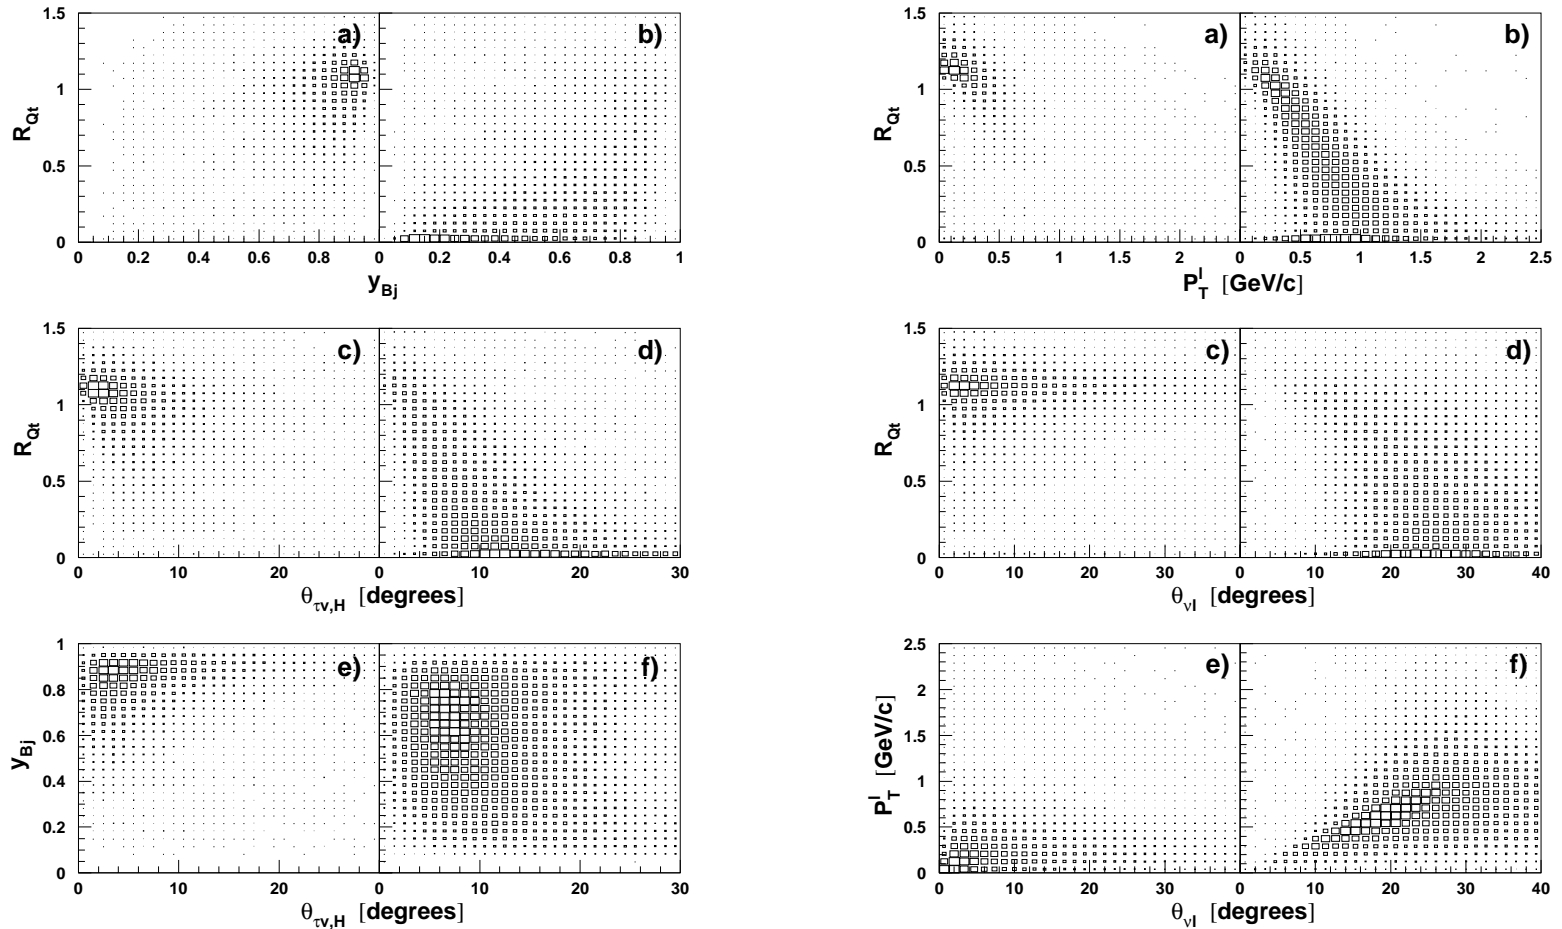 a) b)
1.5
1
0.5
0
R_Qt
0 0.2 0.4 0.6 0.8 0 0.2 0.4 0.6 0.8 1
y_Bj
a) b)
1.5
1
0.5
0
R_Qt
0 0.5 1 1.5 2 0 0.5 1 1.5 2 2.5
P_T^l [GeV/c]
c) d)
1.5
1
0.5
0
R_Qt
0 10 20 0 10 20 30
θ_τν,H [degrees]
c) d)
1.5
1
0.5
0
R_Qt
0 10 20 30 0 10 20 30 40
θ_νl [degrees]
e) f)
1
0.8
0.6
0.4
0.2
0
y_Bj
0 10 20 0 10 20 30
θ_τν,H [degrees]
e) f)
2.5
2
1.5
1
0.5
0
P_T^l [GeV/c]
0 10 20 30 0 10 20 30 40
θ_νl [degrees]